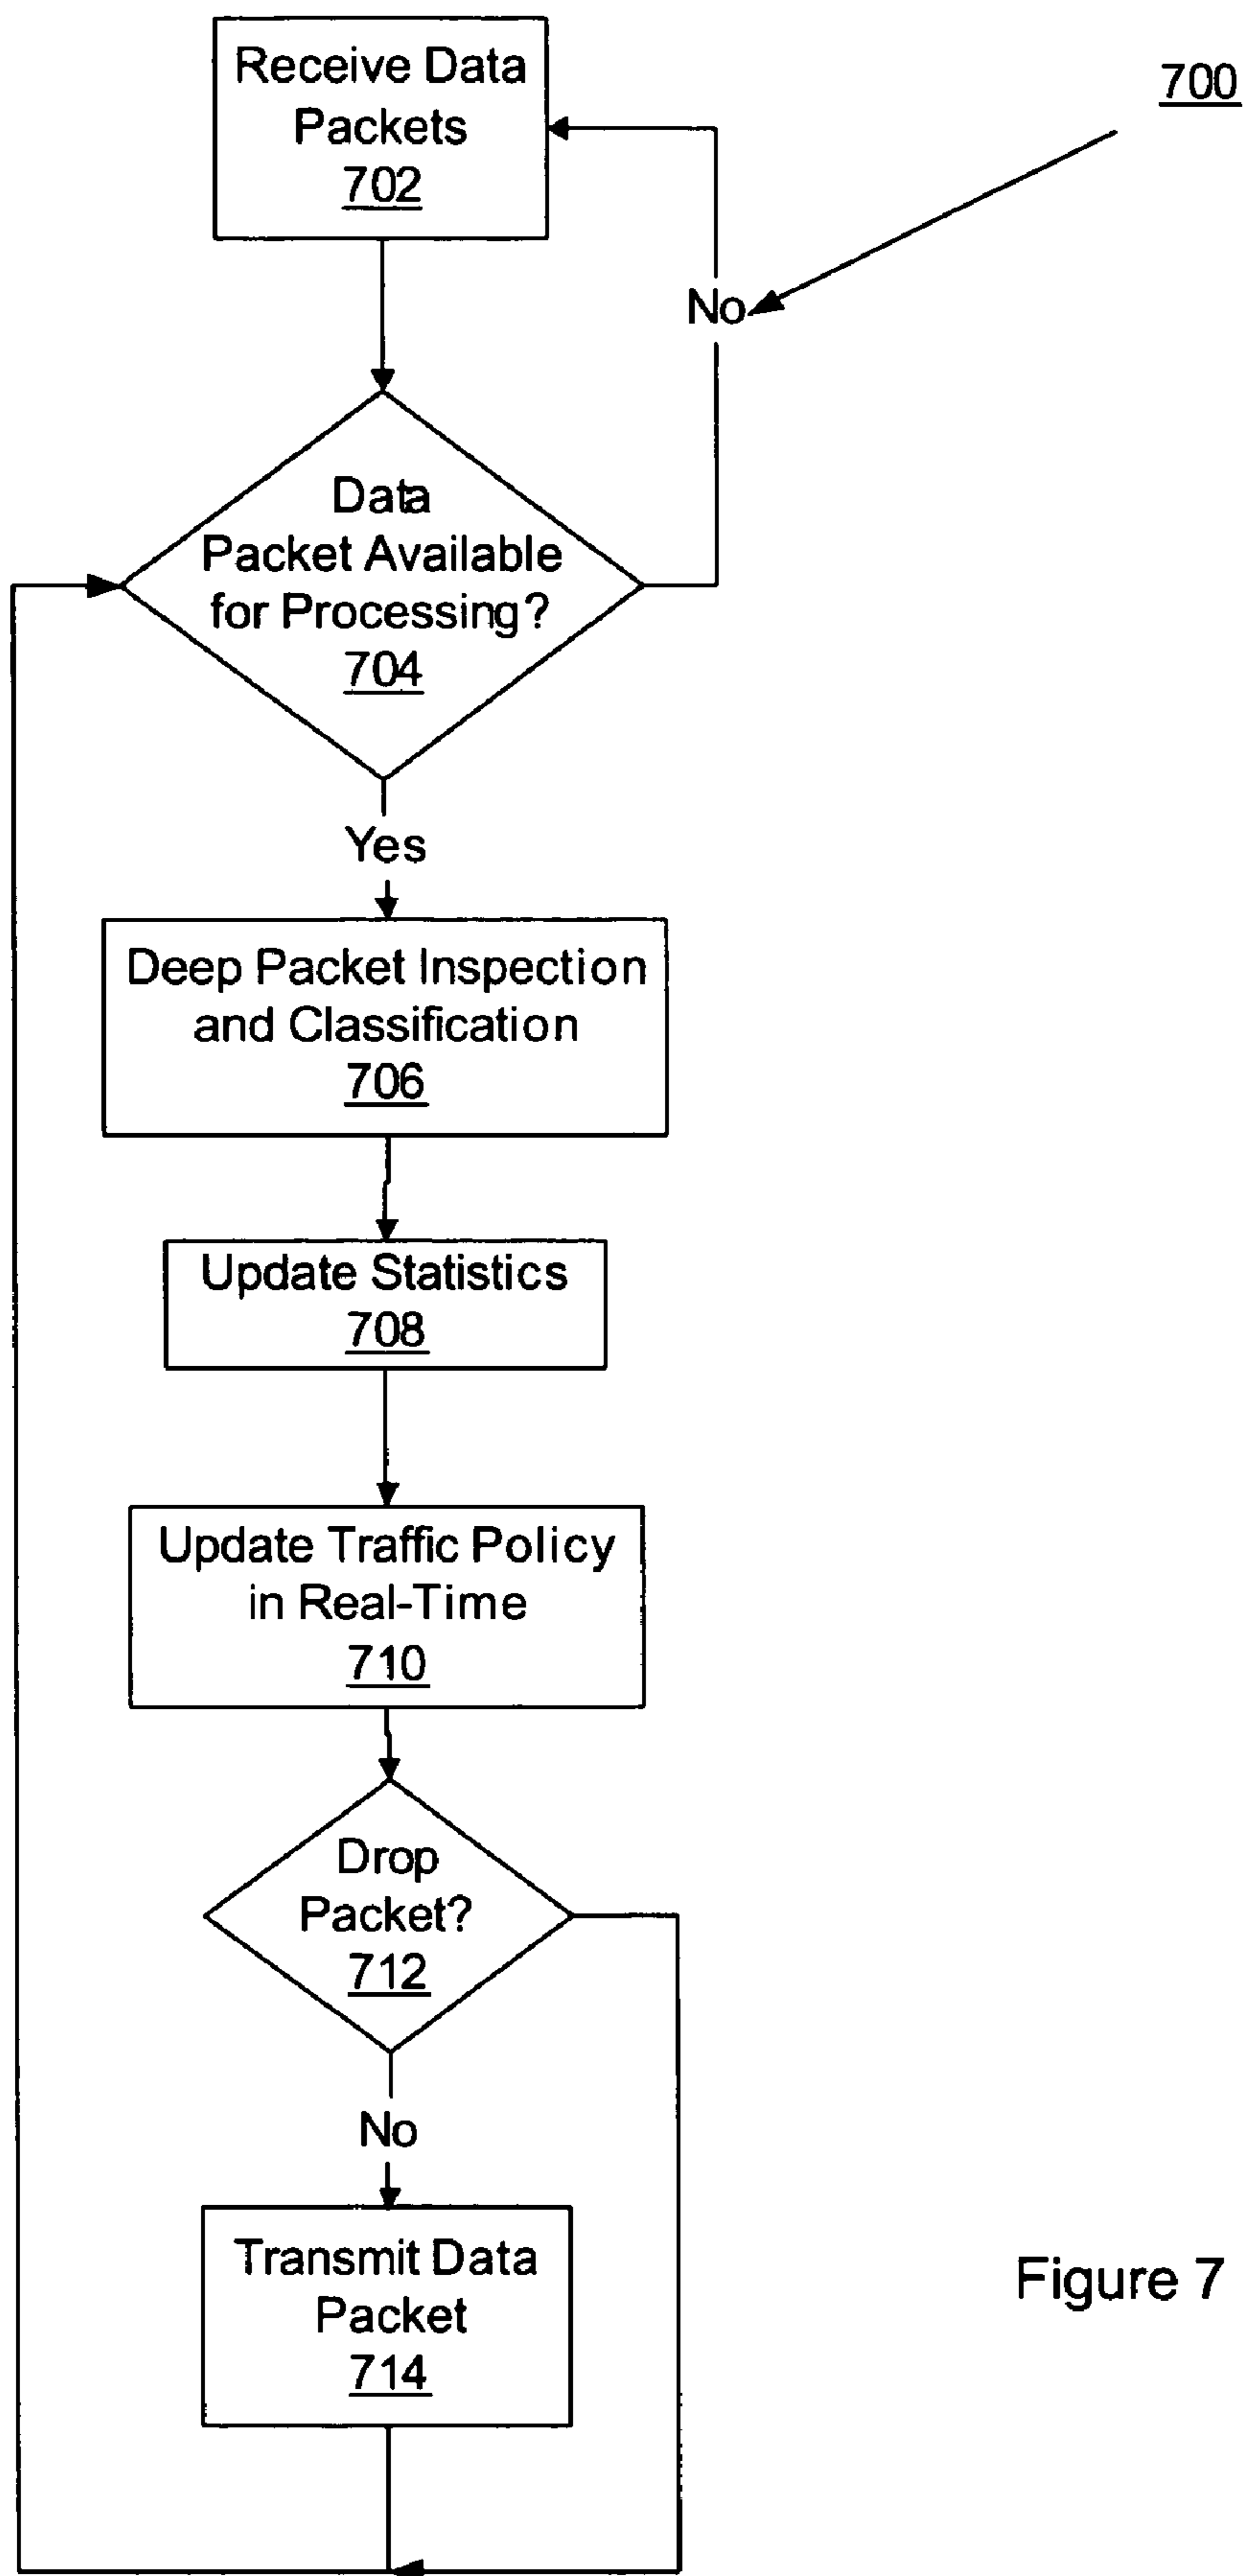 Receive Data
Packets
702
700
No
Data
Packet Available
for Processing?
704
Yes
Deep Packet Inspection
and Classification
706
Update Statistics
708
Update Traffic Policy
in Real-Time
710
Drop
Packet?
712
No
Transmit Data
Packet
714
Figure 7